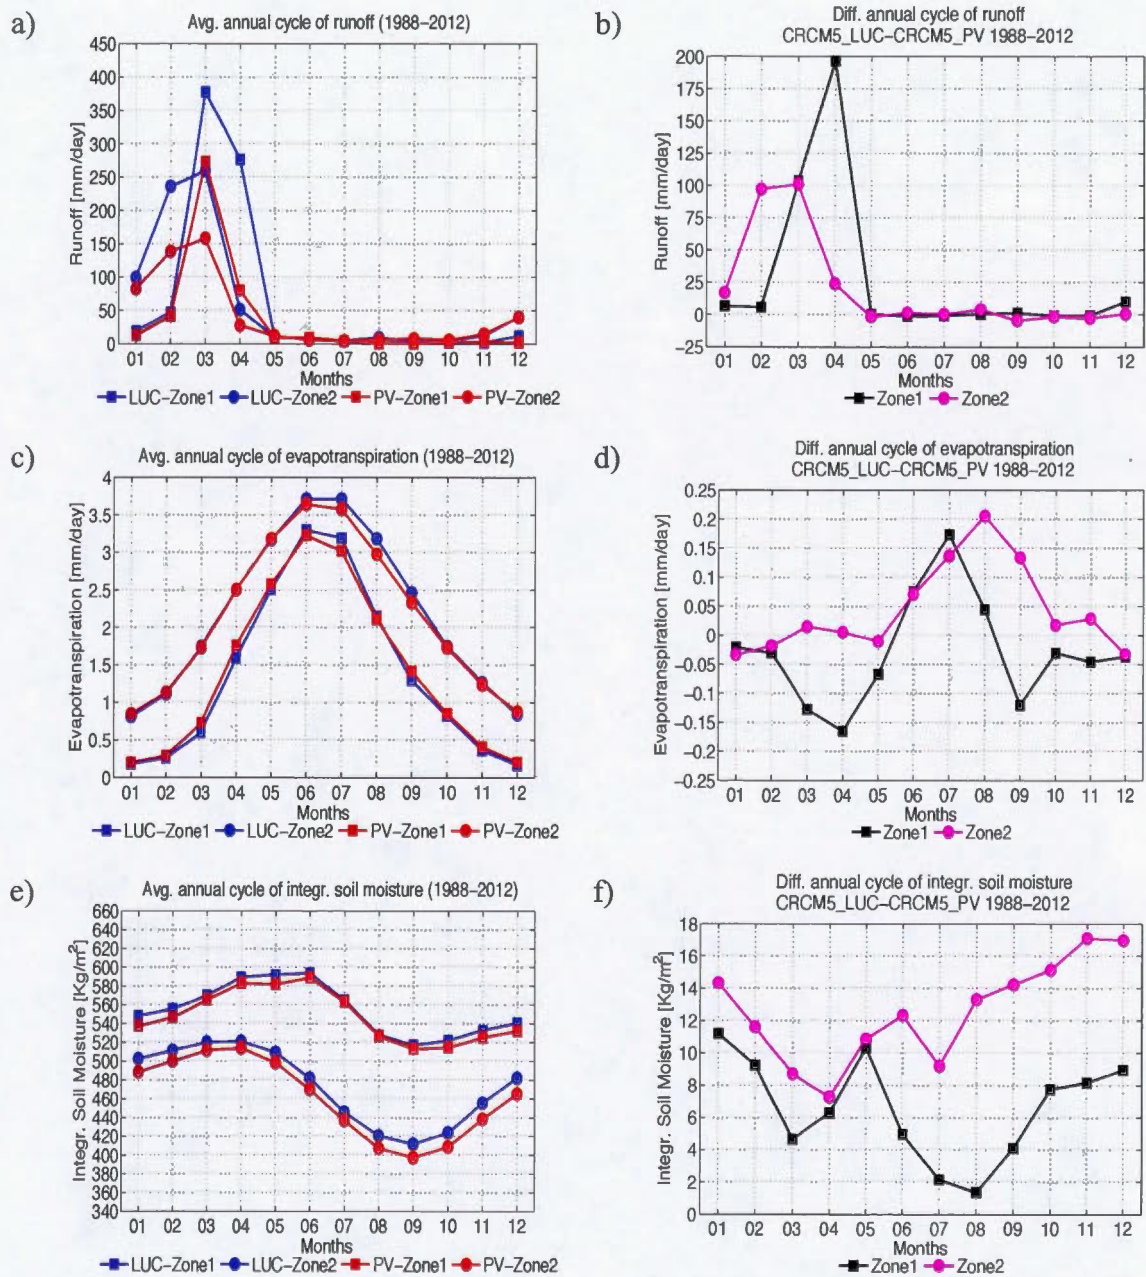 a)
Avg. annual cycle of runoff (1988–2012)
450
400
350
300
250
200
150
100
50
0
Runoff [mm/day]
01 02 03 04 05 06 07 08 09 10 11 12
Months
LUC–Zone1 LUC–Zone2 PV–Zone1 PV–Zone2
b)
Diff. annual cycle of runoff
CRCM5_LUC–CRCM5_PV 1988–2012
200
175
150
125
100
75
50
25
0
−25
Runoff [mm/day]
01 02 03 04 05 06 07 08 09 10 11 12
Months
Zone1 Zone2
c)
Avg. annual cycle of evapotranspiration (1988–2012)
4
3.5
3
2.5
2
1.5
1
0.5
0
Evapotranspiration [mm/day]
01 02 03 04 05 06 07 08 09 10 11 12
Months
LUC–Zone1 LUC–Zone2 PV–Zone1 PV–Zone2
d)
Diff. annual cycle of evapotranspiration
CRCM5_LUC–CRCM5_PV 1988–2012
0.25
0.2
0.15
0.1
0.05
0
−0.05
−0.1
−0.15
−0.2
−0.25
Evapotranspiration [mm/day]
01 02 03 04 05 06 07 08 09 10 11 12
Months
Zone1 Zone2
e)
Avg. annual cycle of integr. soil moisture (1988–2012)
660
640
620
600
580
560
540
520
500
480
460
440
420
400
380
360
340
Integr. Soil Moisture [Kg/m²]
01 02 03 04 05 06 07 08 09 10 11 12
Months
LUC–Zone1 LUC–Zone2 PV–Zone1 PV–Zone2
f)
Diff. annual cycle of integr. soil moisture
CRCM5_LUC–CRCM5_PV 1988–2012
18
16
14
12
10
8
6
4
2
0
Integr. Soil Moisture [Kg/m²]
01 02 03 04 05 06 07 08 09 10 11 12
Months
Zone1 Zone2